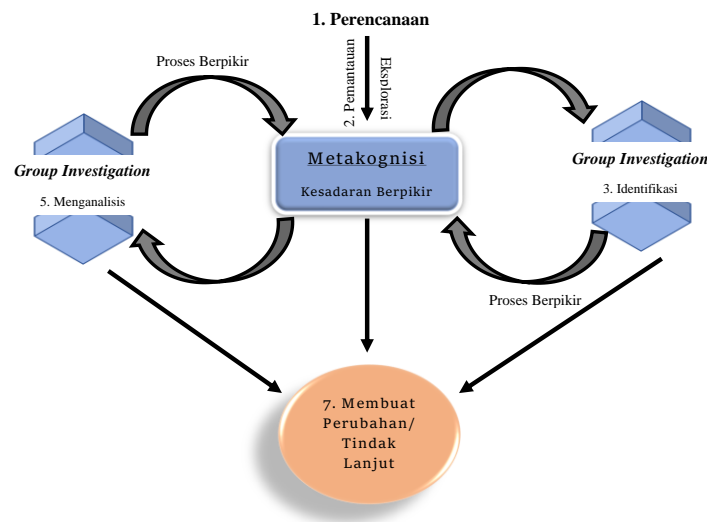 1. Perencanaan
Proses Berpikir
2. Pemantauan
Eksplorasi
Metakognisi
Kesadaran Berpikir
Group Investigation
5. Menganalisis
Group Investigation
3. Identifikasi
Proses Berpikir
7. Membuat
Perubahan/
Tindak
Lanjut